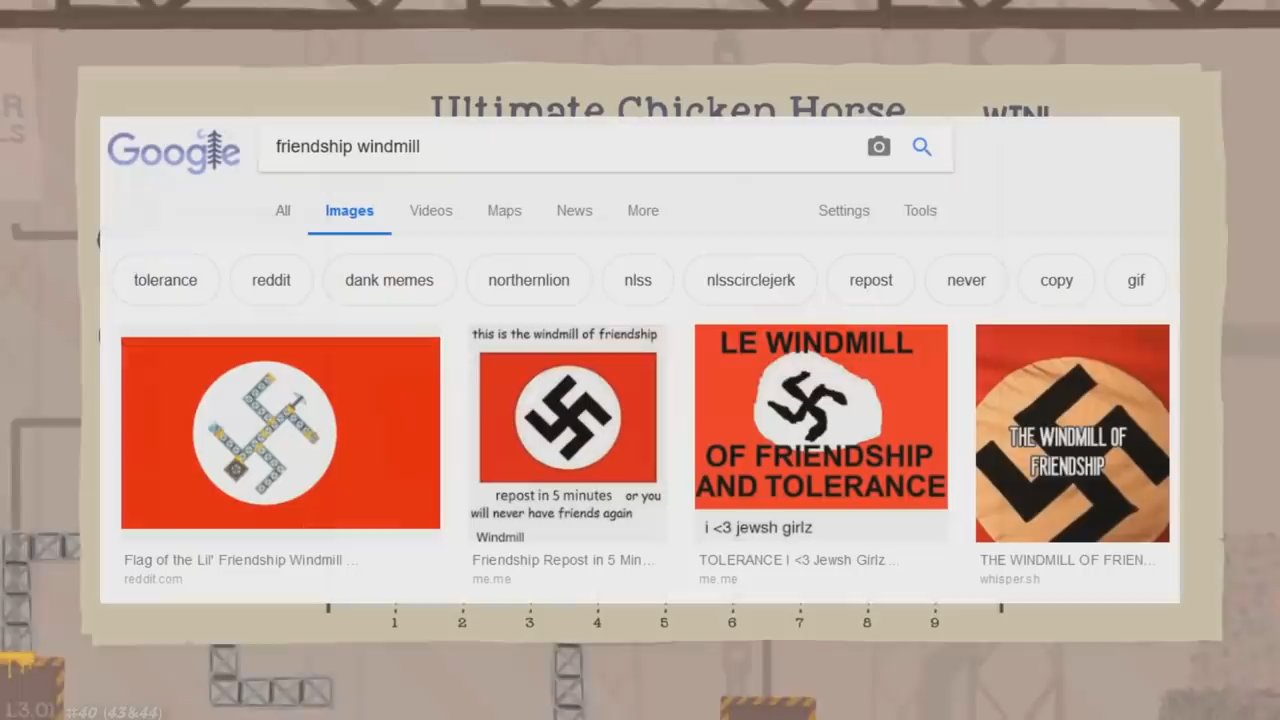 Ultimate Chicken Horse
WIN!
Google
friendship windmill
All Images Videos Maps News More Settings Tools
tolerance reddit dank memes northernlion nlss nlsscirclejerk repost never copy gif
this is the windmill of friendship
repost in 5 minutes or you
will never have friends again
Windmill
LE WINDMILL
OF FRIENDSHIP
AND TOLERANCE
i <3 jewsh girlz
THE WINDMILL OF
FRIENDSHIP
Flag of the Lil' Friendship Windmill ...
reddit.com
Friendship Repost in 5 Min...
me.me
TOLERANCE I <3 Jewsh Girlz ...
me.me
THE WINDMILL OF FRIEN...
whisper.sh
1 2 3 4 5 6 7 8 9
1.3.0) #40 (43&44)